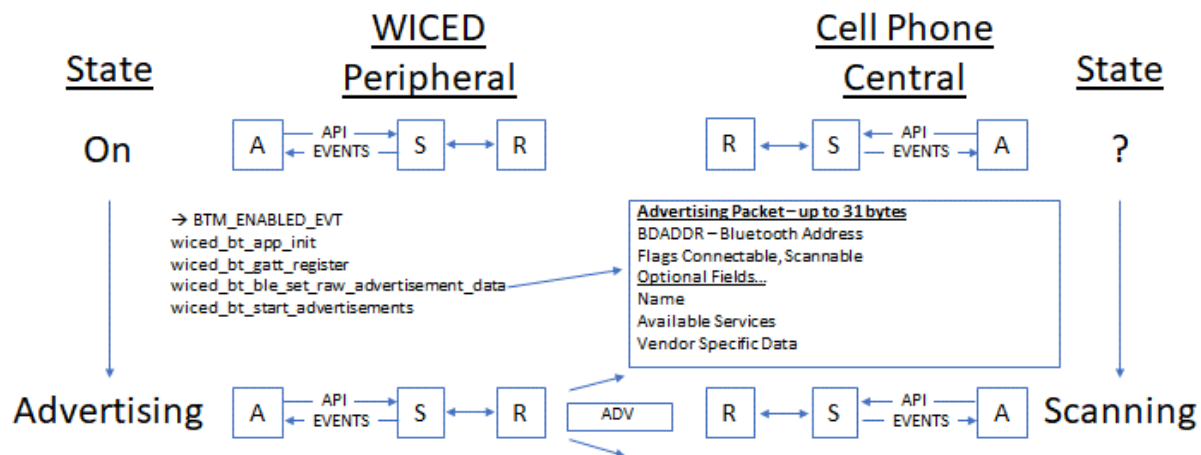 WICED
Peripheral
Cell Phone
Central
State
State
On
A
API
EVENTS
S
R
R
S
API
EVENTS
A
?
→ BTM_ENABLED_EVT
wiced_bt_app_init
wiced_bt_gatt_register
wiced_bt_ble_set_raw_advertisement_data
wiced_bt_start_advertisements
Advertising Packet – up to 31 bytes
BDADDR – Bluetooth Address
Flags Connectable, Scannable
Optional Fields...
Name
Available Services
Vendor Specific Data
Advertising
A
API
EVENTS
S
R
ADV
R
S
API
EVENTS
A
Scanning